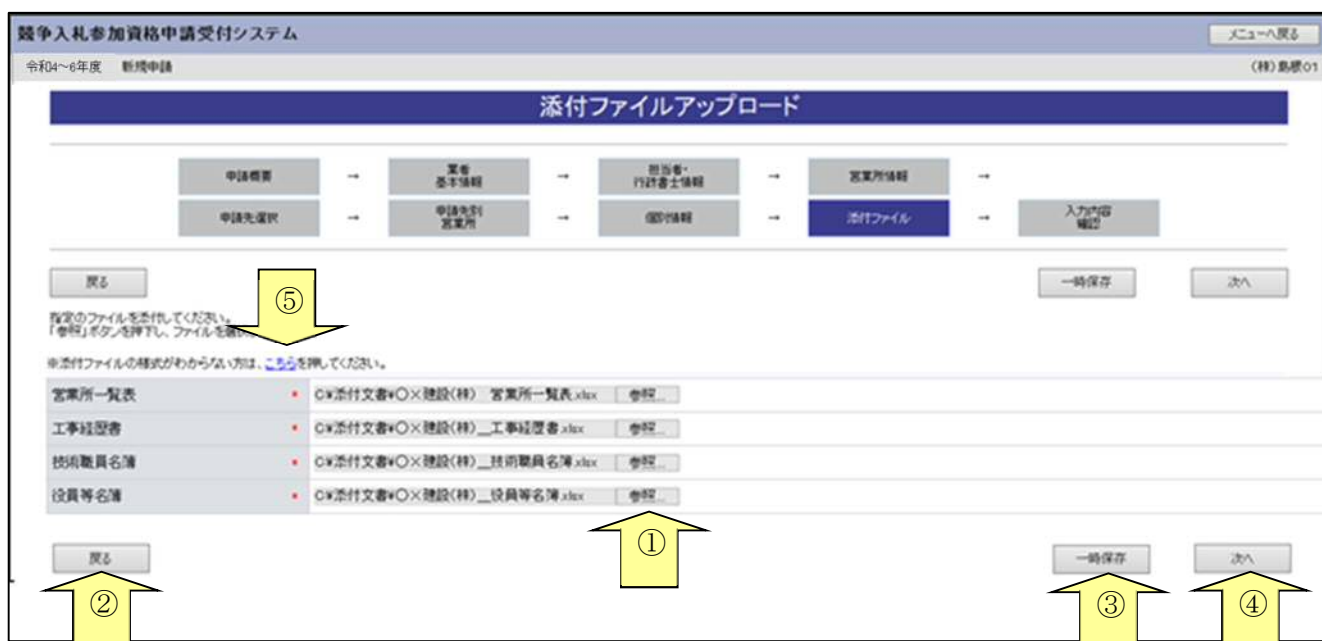 競争入札参加資格申請受付システム
メニューへ戻る
令和04～6年度 新規申請 (株)島根01
添付ファイルアップロード
申請概要 → 業者基本情報 → 担当者・行政書士情報 → 営業所情報 →
申請先選択 → 申請先別営業所 → 個別情報 → 添付ファイル → 入力内容確認
戻る 一時保存 次へ
⑤
指定のファイルを添付してください。
「参照」ボタンを押下し、ファイルを選択
※添付ファイルの様式がわからない方は、こちらを押してください。
営業所一覧表 * C¥添付文書¥○×建設(株)__営業所一覧表.xlsx 参照...
工事経歴書 * C¥添付文書¥○×建設(株)__工事経歴書.xlsx 参照...
技術職員名簿 * C¥添付文書¥○×建設(株)__技術職員名簿.xlsx 参照...
役員等名簿 * C¥添付文書¥○×建設(株)__役員等名簿.xlsx 参照...
①
戻る 一時保存 次へ
② ③ ④